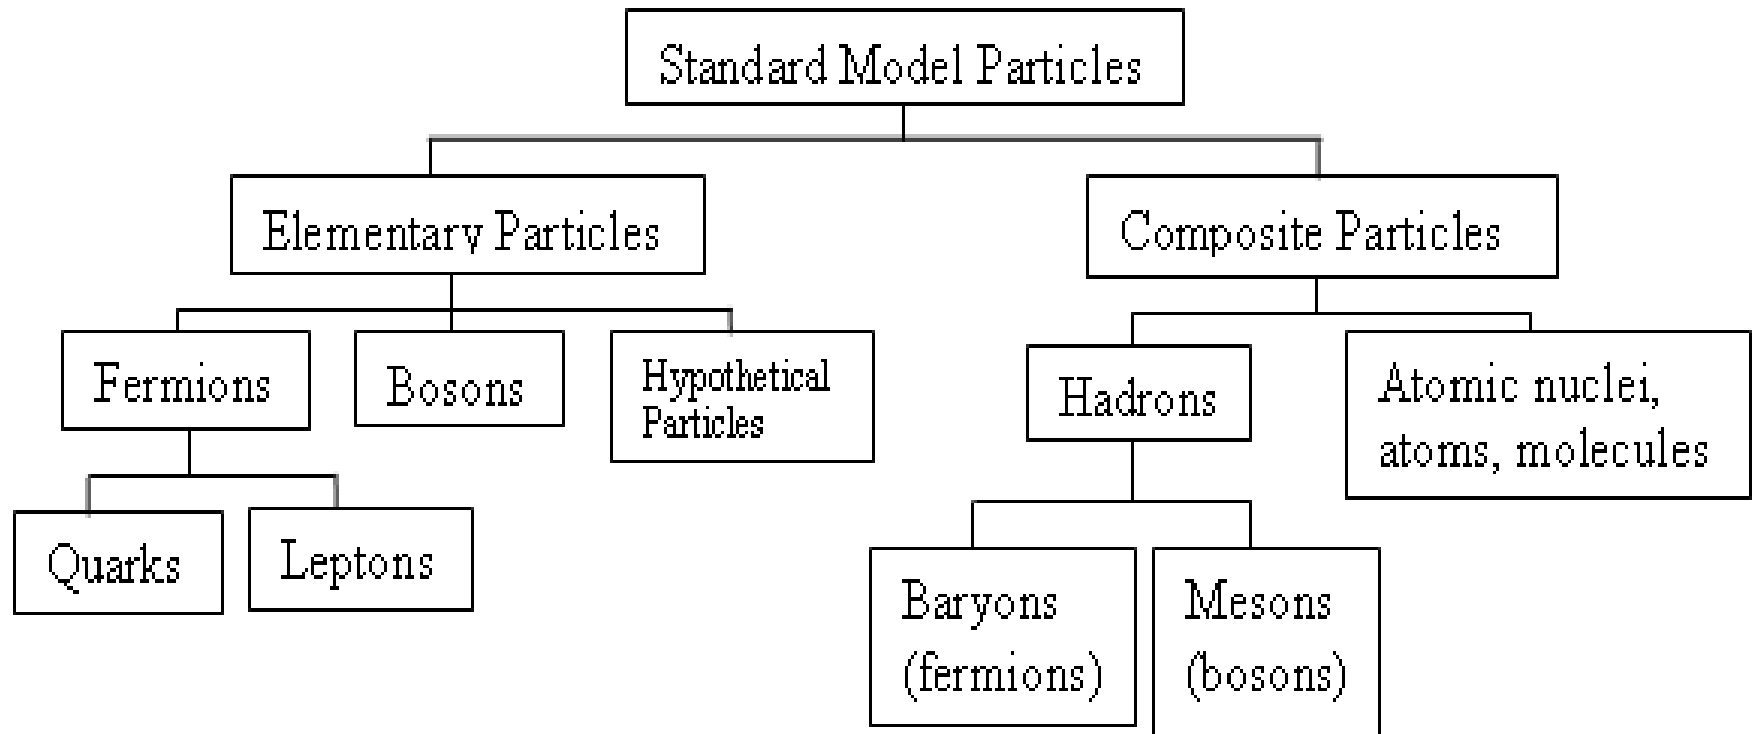 Standard Model Particles
Elementary Particles
Composite Particles
Fermions
Bosons
Hypothetical
Particles
Hadrons
Atomic nuclei,
atoms, molecules
Quarks
Leptons
Baryons
(fermions)
Mesons
(bosons)